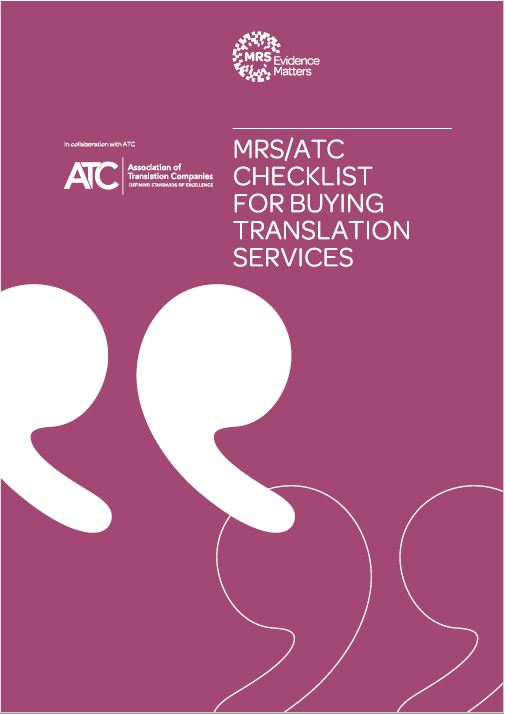 MRS Evidence
Matters
In collaboration with ATC
ATC Association of
Translation Companies
DEFINING STANDARDS OF EXCELLENCE
MRS/ATC
CHECKLIST
FOR BUYING
TRANSLATION
SERVICES